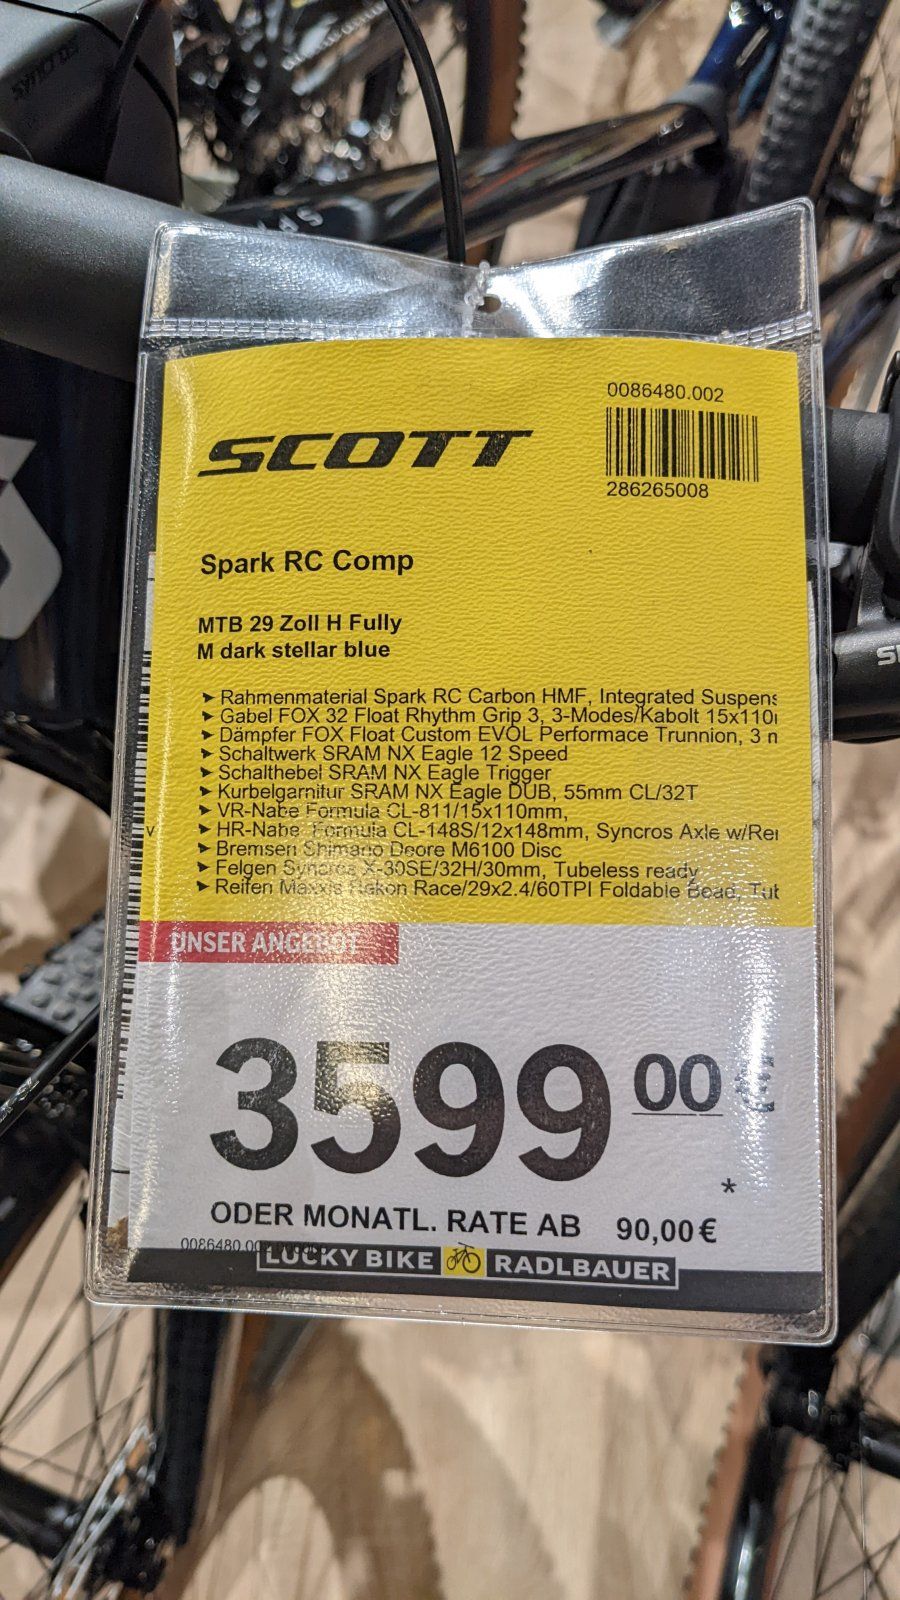 0086480.002
SCOTT
286265008
Spark RC Comp
MTB 29 Zoll H Fully
M dark stellar blue
► Rahmenmaterial Spark RC Carbon HMF, Integrated Suspens
► Gabel FOX 32 Float Rhythm Grip 3, 3-Modes/Kabolt 15x110
► Dämpfer FOX Float Custom EVOL Performace Trunnion, 3
► Schaltwerk SRAM NX Eagle 12 Speed
► Schalthebel SRAM NX Eagle Trigger
► Kurbelgarnitur SRAM NX Eagle DUB, 55mm CL/32T
► VR-Nabe Formula CL-811/15x110mm,
► HR-Nabe Formula CL-148S/12x148mm, Syncros Axle w/Re
► Bremsen Shimano Deore M6100 Disc
► Felgen Syncros X-30SE/32H/30mm, Tubeless ready
► Reifen Maxxis Rekon Race/29x2.4/60TPI Foldable Bead, Tu
UNSER ANGEBOT
3599 00
*
ODER MONATL. RATE AB 90,00 €
LUCKY BIKE RADLBAUER